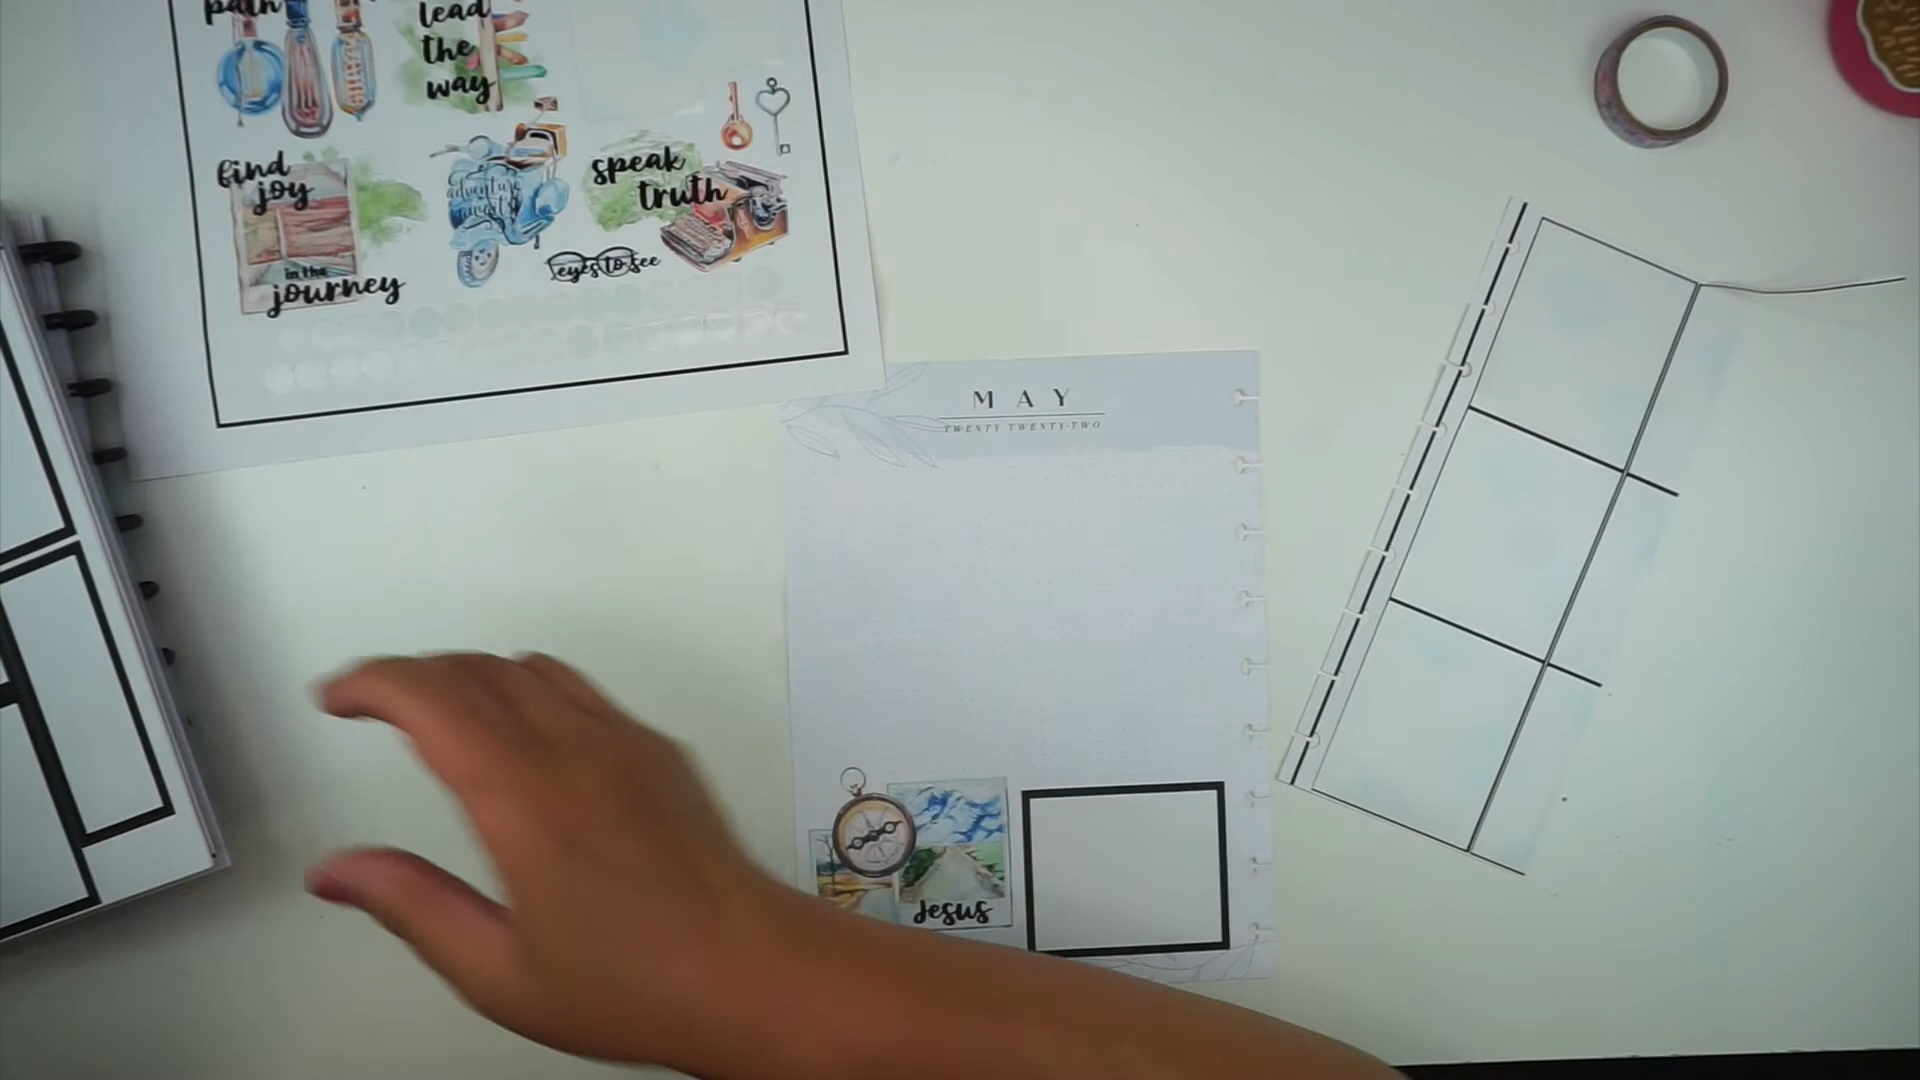 path
lead
the
way
find
joy
in the
journey
adventure
awaits
speak
truth
eyes to see
MAY
TWENTY TWENTY-TWO
Jesus